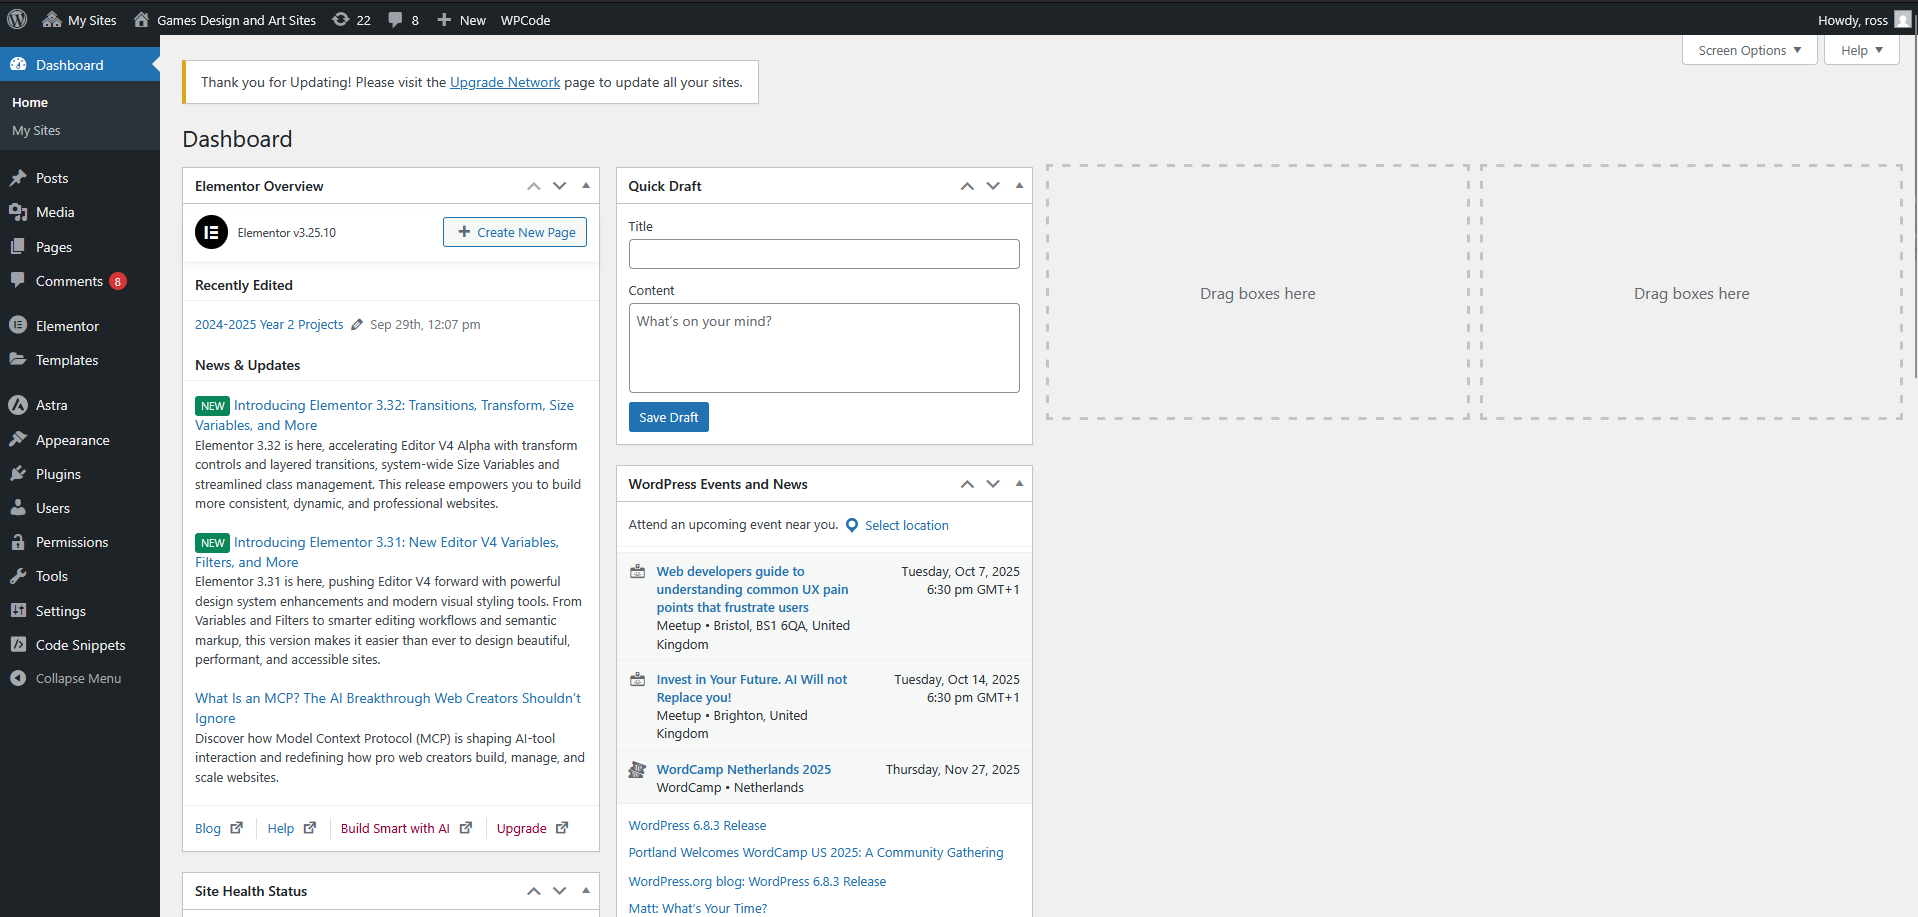 My Sites
Games Design and Art Sites
22
8
New
WPCode
Howdy, ross
Screen Options
Help
Dashboard
Home
My Sites
Posts
Media
Pages
Comments 8
Elementor
Templates
Astra
Appearance
Plugins
Users
Permissions
Tools
Settings
Code Snippets
Collapse Menu
Thank you for Updating! Please visit the Upgrade Network page to update all your sites.
Dashboard
Elementor Overview
Elementor v3.25.10
Create New Page
Recently Edited
2024-2025 Year 2 Projects Sep 29th, 12:07 pm
News & Updates
NEW Introducing Elementor 3.32: Transitions, Transform, Size
Variables, and More
Elementor 3.32 is here, accelerating Editor V4 Alpha with transform
controls and layered transitions, system-wide Size Variables and
streamlined class management. This release empowers you to build
more consistent, dynamic, and professional websites.
NEW Introducing Elementor 3.31: New Editor V4 Variables,
Filters, and More
Elementor 3.31 is here, pushing Editor V4 forward with powerful
design system enhancements and modern visual styling tools. From
Variables and Filters to smarter editing workflows and semantic
markup, this version makes it easier than ever to design beautiful,
performant, and accessible sites.
What Is an MCP? The AI Breakthrough Web Creators Shouldn't
Ignore
Discover how Model Context Protocol (MCP) is shaping AI-tool
interaction and redefining how pro web creators build, manage, and
scale websites.
Blog
Help
Build Smart with AI
Upgrade
Site Health Status
Quick Draft
Title
Content
What's on your mind?
Save Draft
WordPress Events and News
Attend an upcoming event near you. Select location
Web developers guide to
understanding common UX pain
points that frustrate users
Meetup • Bristol, BS1 6QA, United
Kingdom
Tuesday, Oct 7, 2025
6:30 pm GMT+1
Invest in Your Future. AI Will not
Replace you!
Meetup • Brighton, United
Kingdom
Tuesday, Oct 14, 2025
6:30 pm GMT+1
WordCamp Netherlands 2025
WordCamp • Netherlands
Thursday, Nov 27, 2025
WordPress 6.8.3 Release
Portland Welcomes WordCamp US 2025: A Community Gathering
WordPress.org blog: WordPress 6.8.3 Release
Matt: What's Your Time?
Drag boxes here
Drag boxes here